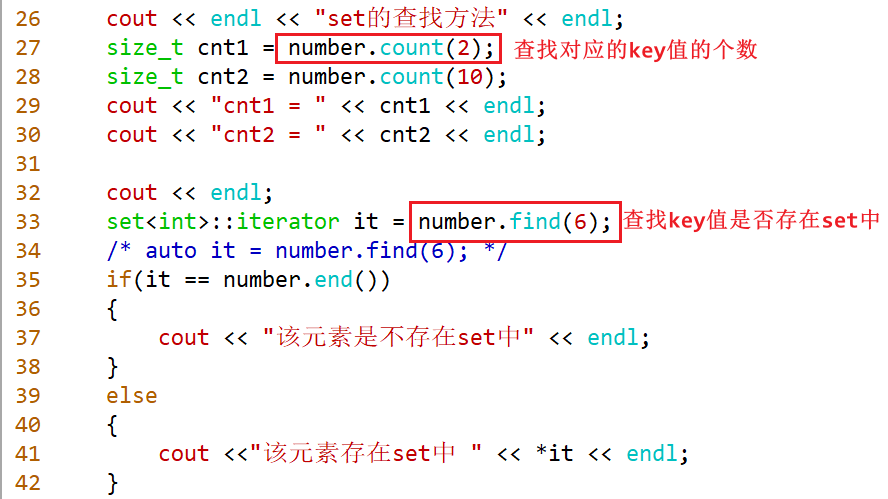 26 cout << endl << "set的查找方法" << endl;
27 size_t cnt1 = number.count(2); 查找对应的key值的个数
28 size_t cnt2 = number.count(10);
29 cout << "cnt1 = " << cnt1 << endl;
30 cout << "cnt2 = " << cnt2 << endl;
31
32 cout << endl;
33 set<int>::iterator it = number.find(6); 查找key值是否存在set中
34 /* auto it = number.find(6); */
35 if(it == number.end())
36 {
37 cout << "该元素是不存在set中" << endl;
38 }
39 else
40 {
41 cout <<"该元素存在set中 " << *it << endl;
42 }